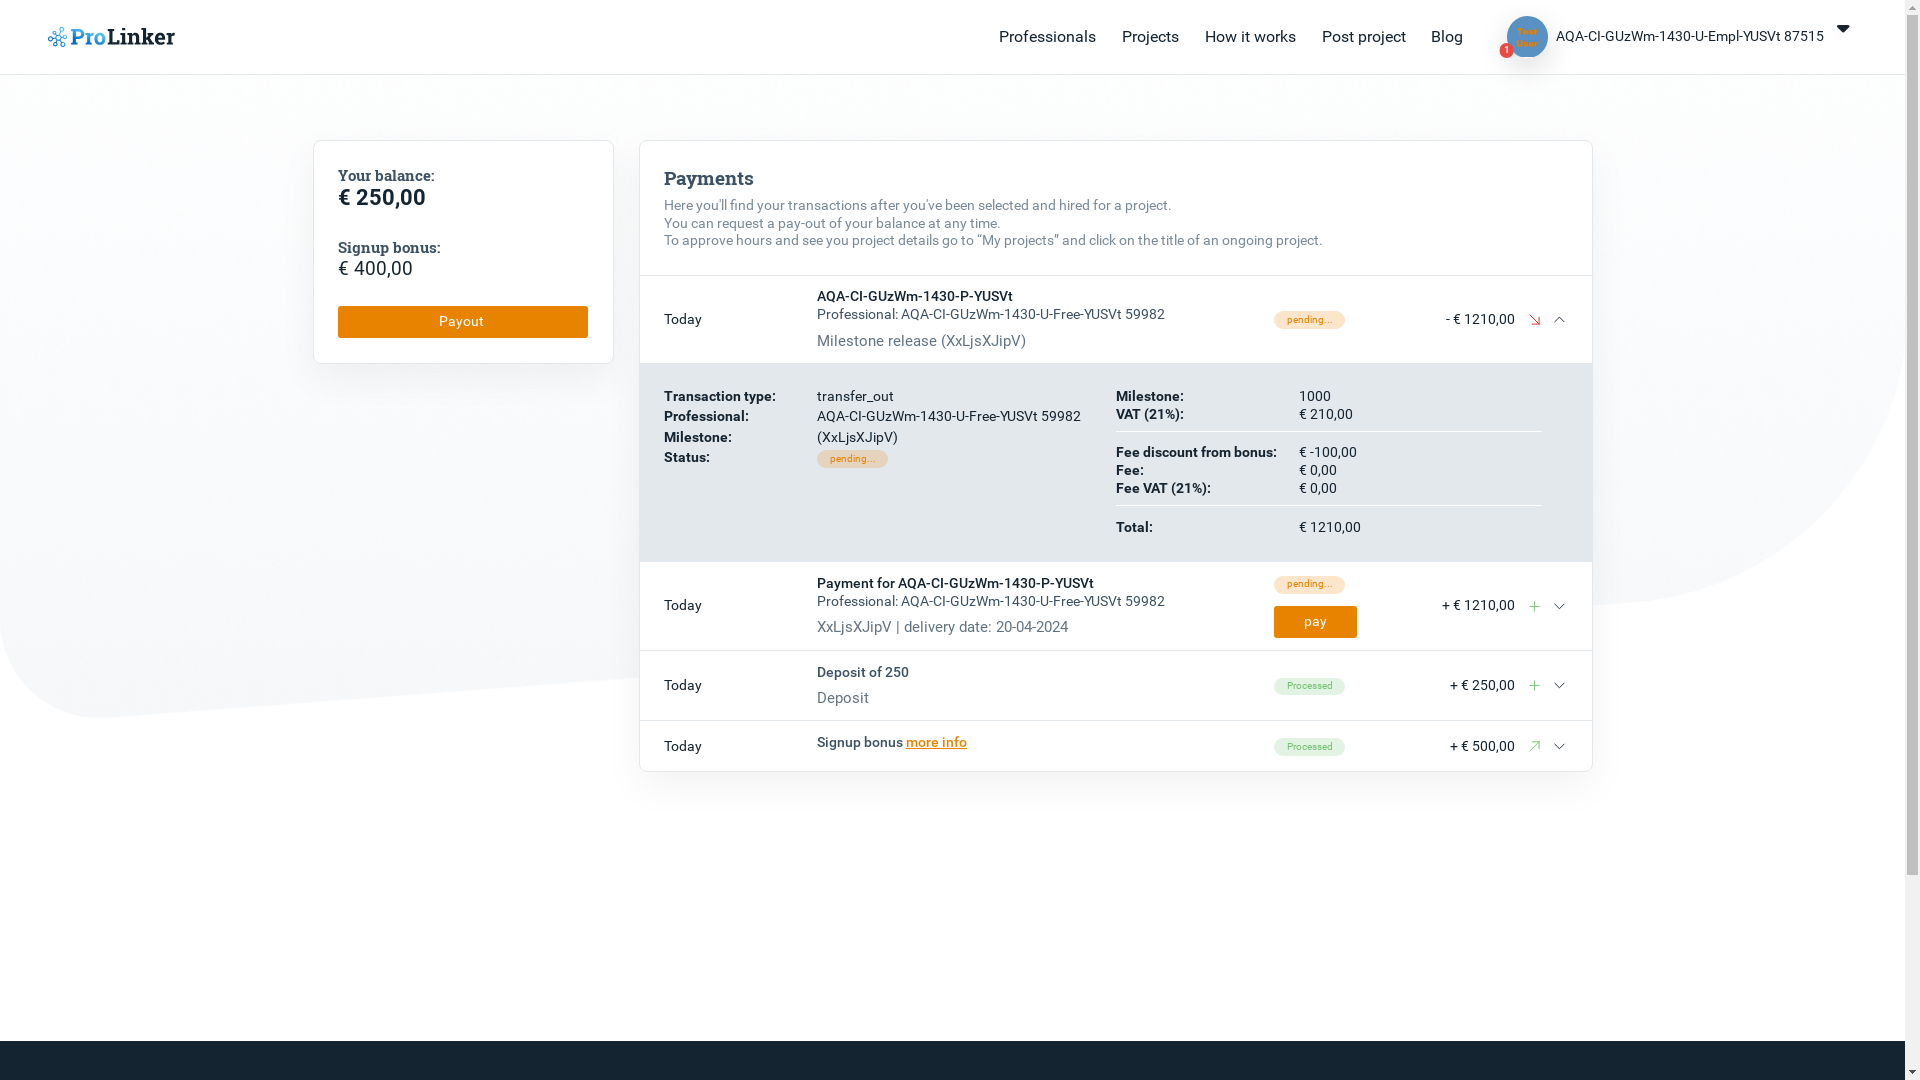 ProLinker
Professionals
Projects
How it works
Post project
Blog
1
AQA-CI-GUzWm-1430-U-Empl-YUSVt 87515
Your balance:
€ 250,00
Signup bonus:
€ 400,00
Payout
Payments
Here you'll find your transactions after you've been selected and hired for a project.
You can request a pay-out of your balance at any time.
To approve hours and see you project details go to “My projects” and click on the title of an ongoing project.
Today
AQA-CI-GUzWm-1430-P-YUSVt
Professional: AQA-CI-GUzWm-1430-U-Free-YUSVt 59982
Milestone release (XxLjsXJipV)
pending...
- € 1210,00
Transaction type: transfer_out
Professional: AQA-CI-GUzWm-1430-U-Free-YUSVt 59982
Milestone: (XxLjsXJipV)
Status: pending...
Milestone: 1000
VAT (21%): € 210,00
Fee discount from bonus: € -100,00
Fee: € 0,00
Fee VAT (21%): € 0,00
Total: € 1210,00
Today
Payment for AQA-CI-GUzWm-1430-P-YUSVt
Professional: AQA-CI-GUzWm-1430-U-Free-YUSVt 59982
XxLjsXJipV | delivery date: 20-04-2024
pending...
pay
+ € 1210,00
Today
Deposit of 250
Deposit
Processed
+ € 250,00
Today
Signup bonus more info
Processed
+ € 500,00